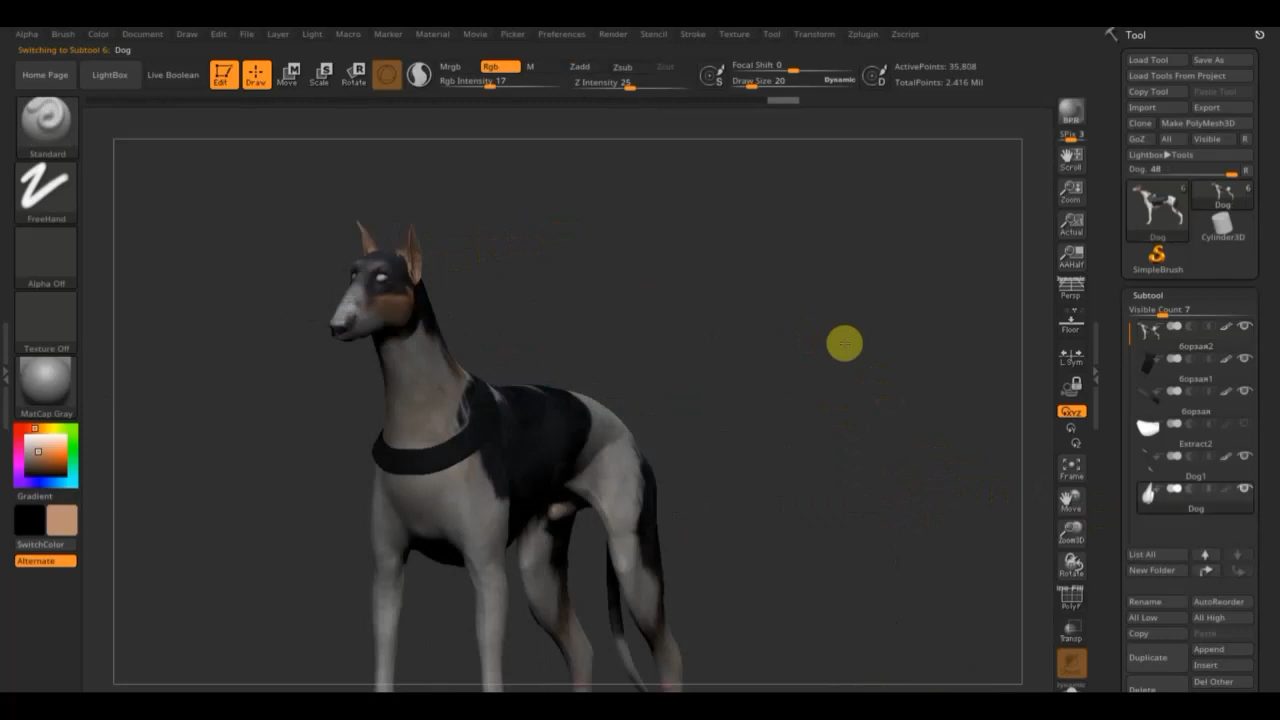 Alpha Brush Color Document Draw Edit File Layer Light Macro Marker Material Movie Picker Preferences Render Stencil Stroke Texture Tool Transform Zplugin Zscript
Switching to Subtool 6: Dog
Home Page LightBox Live Boolean Edit Draw Move Scale Rotate
Mrgb Rgb M Zadd Zsub Zcut
Rgb Intensity 17 Z Intensity 25
S Focal Shift 0
Draw Size 20 Dynamic D
ActivePoints: 35,808
TotalPoints: 2.416 Mil
Standard
FreeHand
Alpha Off
Texture Off
MatCap Gray
Gradient
SwitchColor
Alternate
BPR
SPix 3
Scroll
Zoom
Actual
AAHalf
Dynamic
Persp
Floor
L.Sym
XYZ
Frame
Move
Zoom3D
Rotate
PolyF
Transp
Dynamic
Tool
Load Tool Save As
Load Tools From Project
Copy Tool Paste Tool
Import Export
Clone Make PolyMesh3D
GoZ All Visible R
Lightbox▶Tools
Dog. 48 R
6 6
Dog
Dog Cylinder3D
SimpleBrush
Subtool
Visible Count 7
борзая2
борзая1
борзая
Extract2
Dog1
Dog
List All
New Folder
Rename AutoReorder
All Low All High
Copy Paste
Duplicate Append
Insert
Delete Del Other